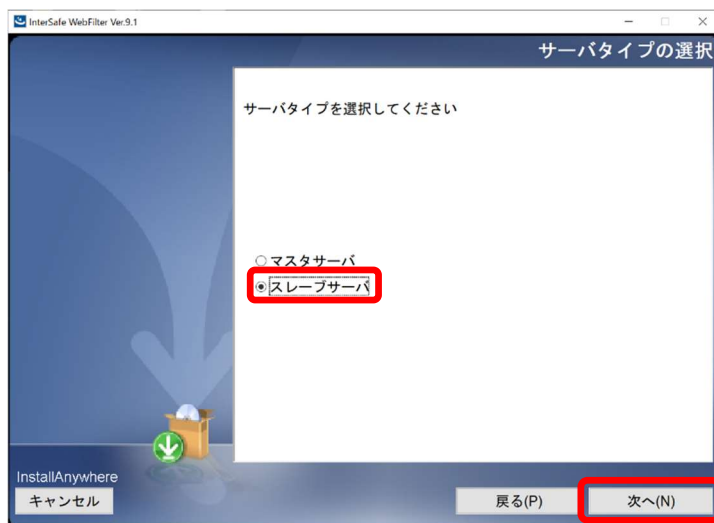 InterSafe WebFilter Ver.9.1
サーバタイプの選択
サーバタイプを選択してください
マスタサーバ
スレーブサーバ
InstallAnywhere
キャンセル
戻る(P)
次へ(N)